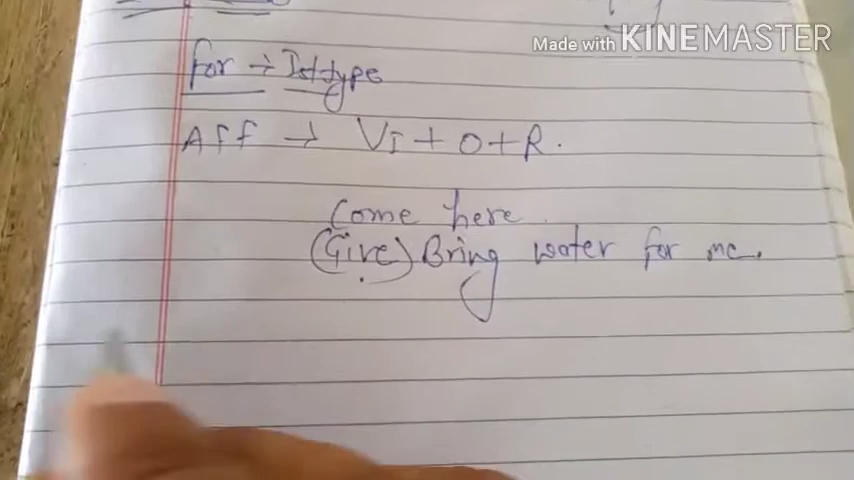 Made with KINEMASTER
For → Ist type
Aff → VI + O + R.
Come here.
(Give) Bring water for me.